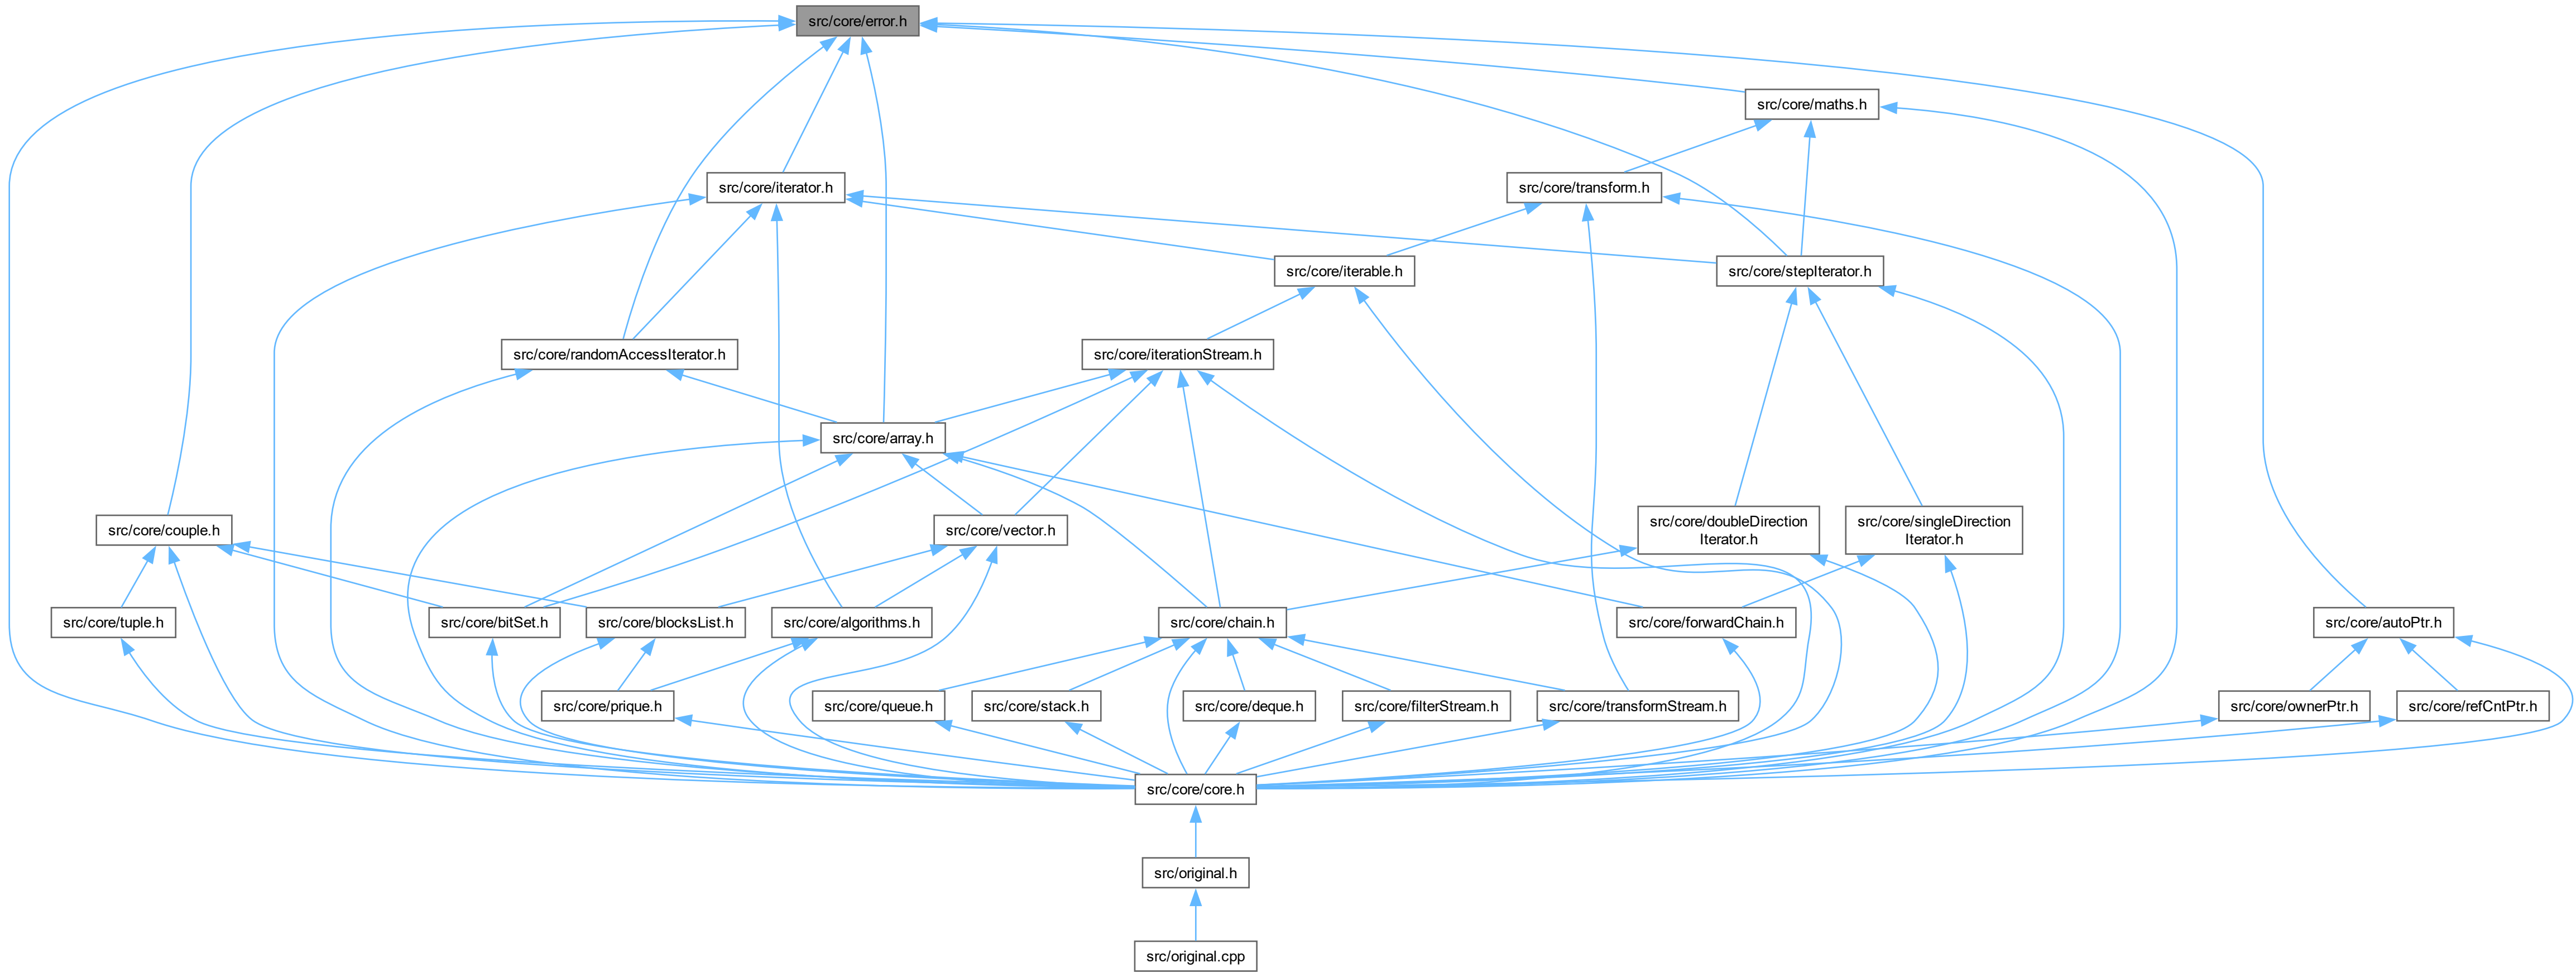 src/core/error.h
src/core/maths.h
src/core/iterator.h
src/core/transform.h
src/core/iterable.h
src/core/stepIterator.h
src/core/randomAccessIterator.h
src/core/iterationStream.h
src/core/array.h
src/core/couple.h
src/core/vector.h
src/core/doubleDirection
Iterator.h
src/core/singleDirection
Iterator.h
src/core/tuple.h
src/core/bitSet.h
src/core/blocksList.h
src/core/algorithms.h
src/core/chain.h
src/core/forwardChain.h
src/core/autoPtr.h
src/core/prique.h
src/core/queue.h
src/core/stack.h
src/core/deque.h
src/core/filterStream.h
src/core/transformStream.h
src/core/ownerPtr.h
src/core/refCntPtr.h
src/core/core.h
src/original.h
src/original.cpp